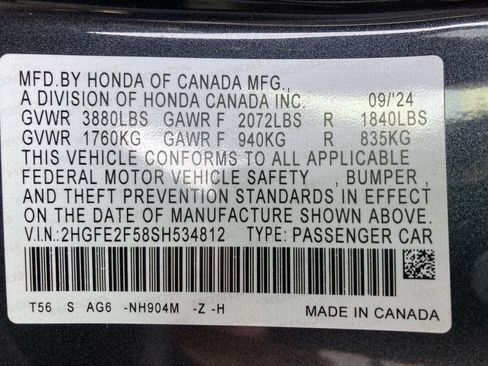 MFD.BY HONDA OF CANADA MFG.,
A DIVISION OF HONDA CANADA INC. 09/'24
GVWR 3880LBS GAWR F 2072LBS R 1840LBS
GVWR 1760KG GAWR F 940KG R 835KG
THIS VEHICLE CONFORMS TO ALL APPLICABLE
FEDERAL MOTOR VEHICLE SAFETY , BUMPER ,
AND THEFT PREVENTION STANDARDS IN EFFECT
ON THE DATE OF MANUFACTURE SHOWN ABOVE.
V.I.N.:2HGFE2F58SH534812 TYPE: PASSENGER CAR
T56 S AG6 -NH904M -Z -H MADE IN CANADA